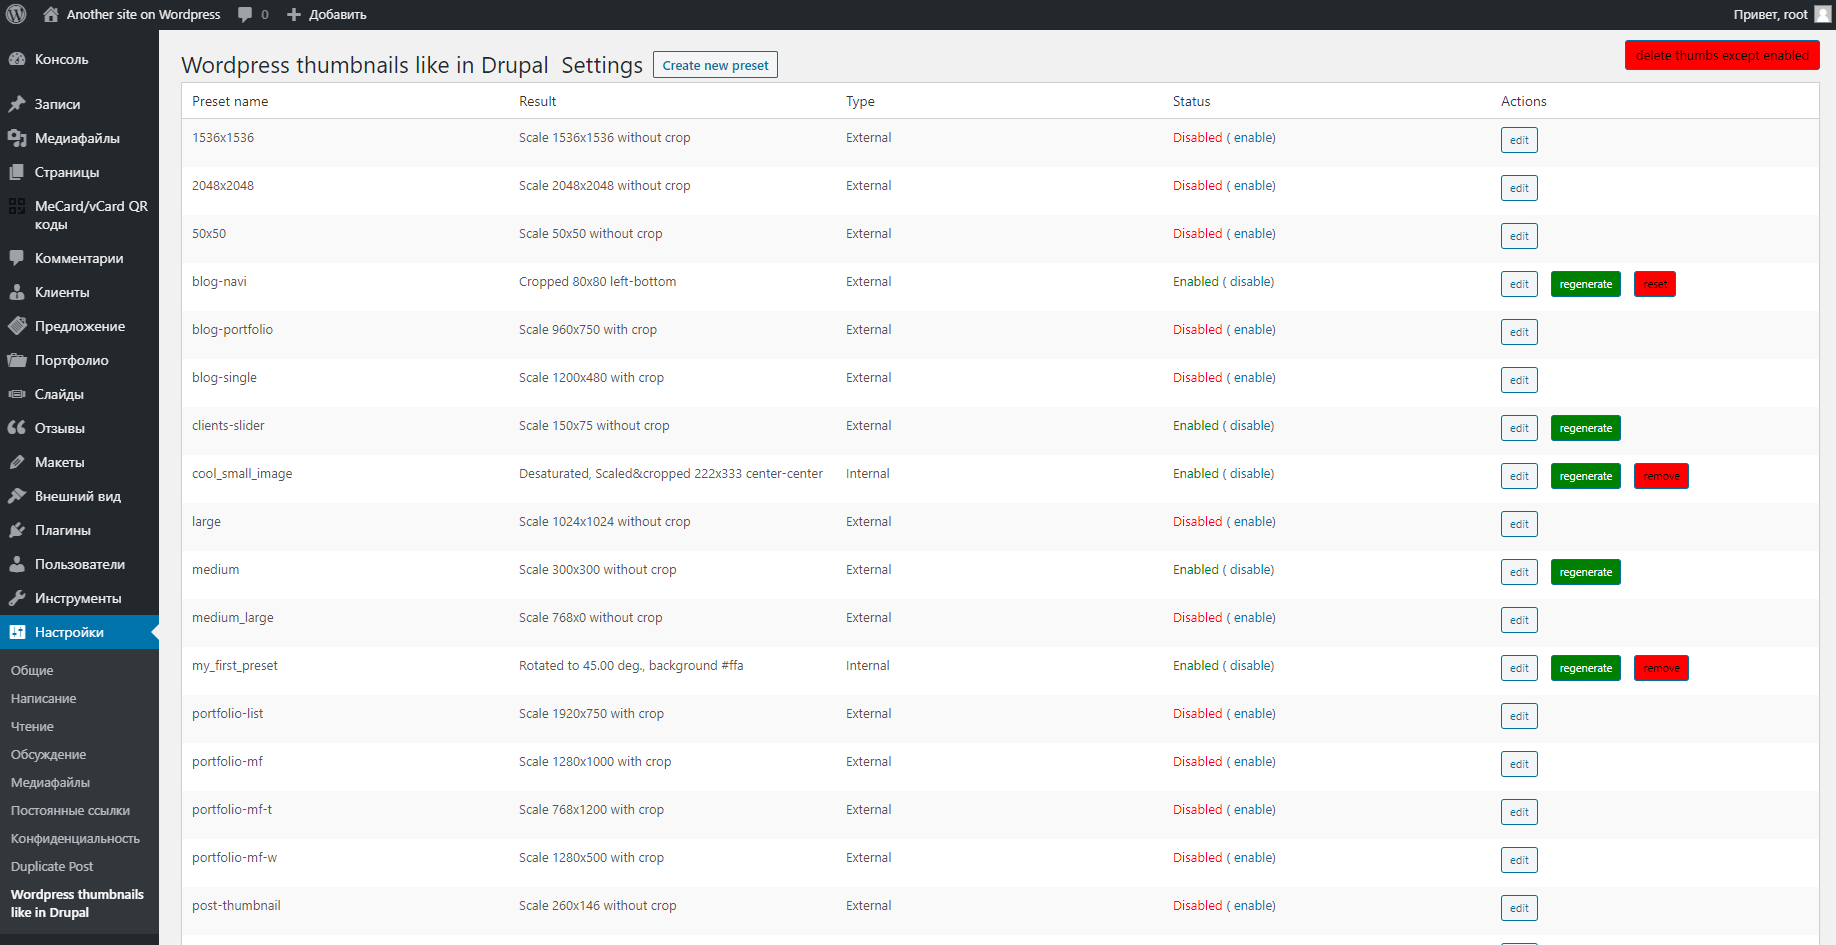 Another site on Wordpress 0 Добавить Привет, root
Консоль
Записи
Медиафайлы
Страницы
MeCard/vCard QR
коды
Комментарии
Клиенты
Предложение
Портфолио
Слайды
Отзывы
Макеты
Внешний вид
Плагины
Пользователи
Инструменты
Настройки
Общие
Написание
Чтение
Обсуждение
Медиафайлы
Постоянные ссылки
Конфиденциальность
Duplicate Post
Wordpress thumbnails
like in Drupal
delete thumbs except enabled
Wordpress thumbnails like in Drupal Settings Create new preset
Preset name Result Type Status Actions
1536x1536 Scale 1536x1536 without crop External Disabled ( enable) edit
2048x2048 Scale 2048x2048 without crop External Disabled ( enable) edit
50x50 Scale 50x50 without crop External Disabled ( enable) edit
blog-navi Cropped 80x80 left-bottom External Enabled ( disable) edit regenerate reset
blog-portfolio Scale 960x750 with crop External Disabled ( enable) edit
blog-single Scale 1200x480 with crop External Disabled ( enable) edit
clients-slider Scale 150x75 without crop External Enabled ( disable) edit regenerate
cool_small_image Desaturated, Scaled&cropped 222x333 center-center Internal Enabled ( disable) edit regenerate remove
large Scale 1024x1024 without crop External Disabled ( enable) edit
medium Scale 300x300 without crop External Enabled ( disable) edit regenerate
medium_large Scale 768x0 without crop External Disabled ( enable) edit
my_first_preset Rotated to 45.00 deg., background #ffa Internal Enabled ( disable) edit regenerate remove
portfolio-list Scale 1920x750 with crop External Disabled ( enable) edit
portfolio-mf Scale 1280x1000 with crop External Disabled ( enable) edit
portfolio-mf-t Scale 768x1200 with crop External Disabled ( enable) edit
portfolio-mf-w Scale 1280x500 with crop External Disabled ( enable) edit
post-thumbnail Scale 260x146 without crop External Disabled ( enable) edit